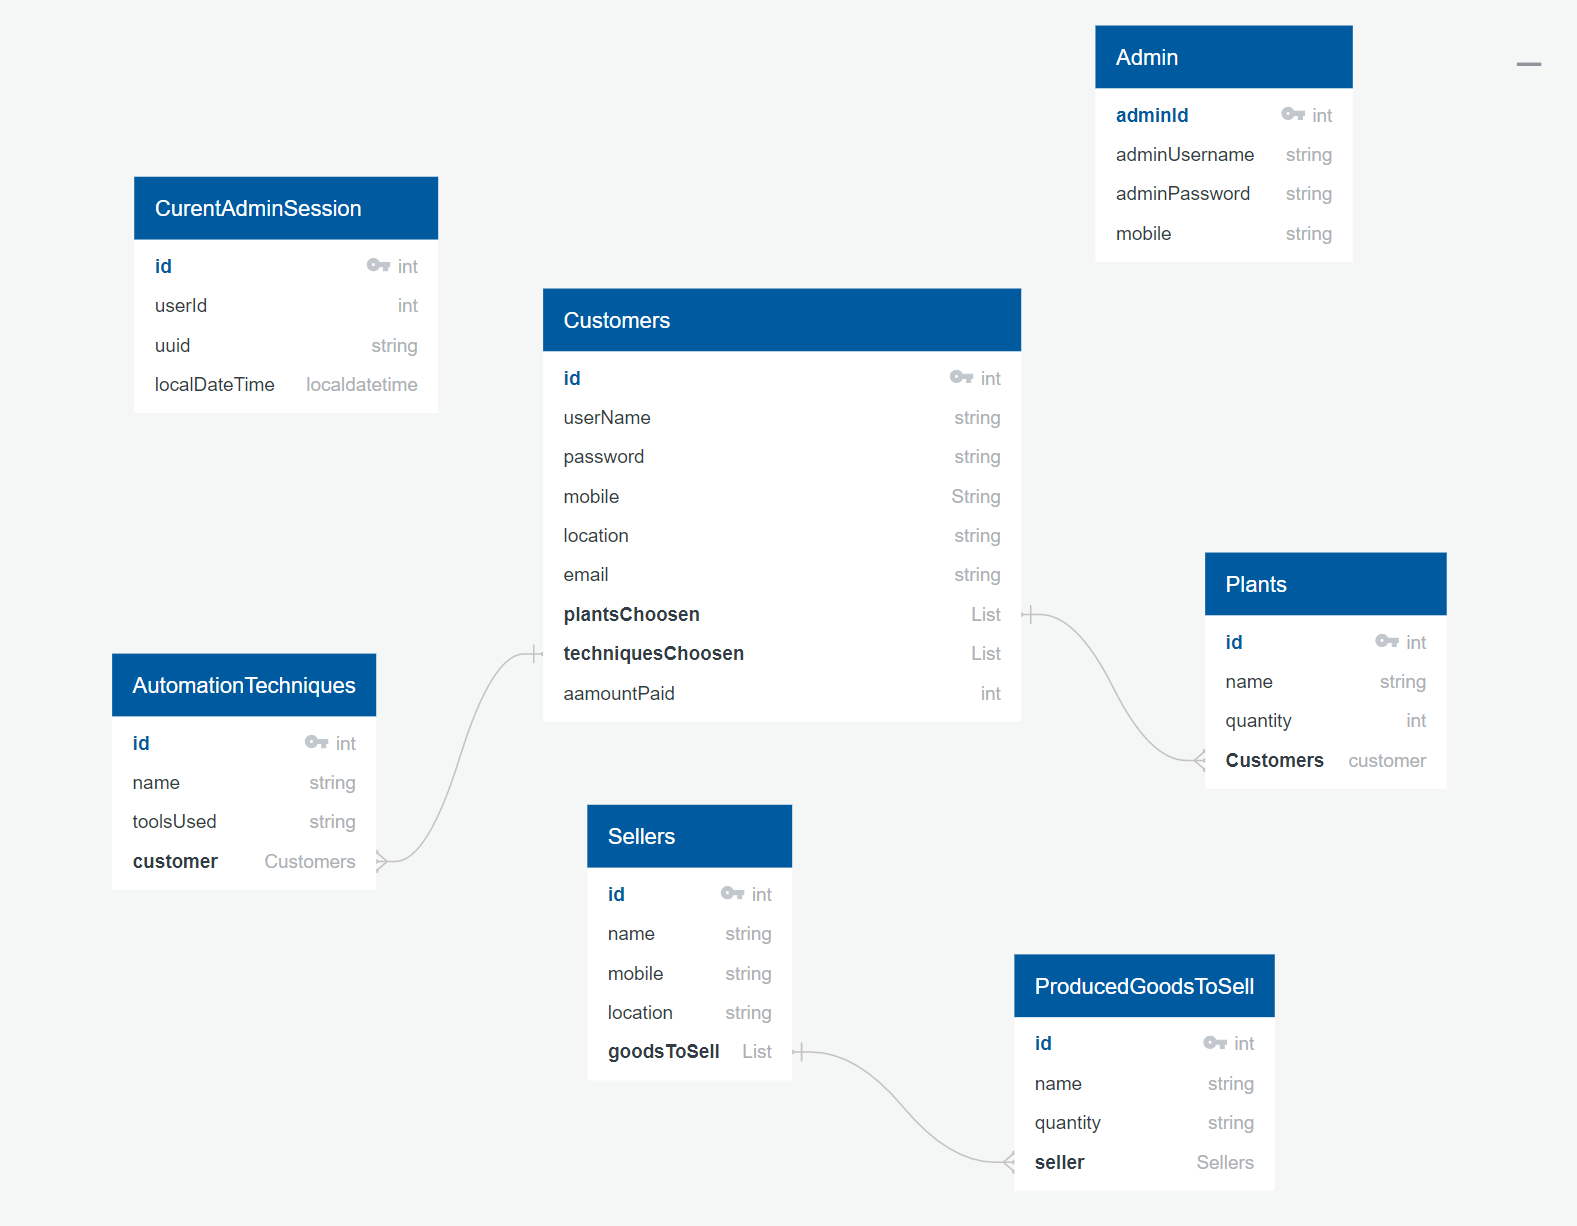 Admin
adminId int
adminUsername string
adminPassword string
mobile string
CurentAdminSession
id int
userId int
uuid string
localDateTime localdatetime
Customers
id int
userName string
password string
mobile String
location string
email string
plantsChoosen List
techniquesChoosen List
aamountPaid int
Plants
id int
name string
quantity int
Customers customer
AutomationTechniques
id int
name string
toolsUsed string
customer Customers
Sellers
id int
name string
mobile string
location string
goodsToSell List
ProducedGoodsToSell
id int
name string
quantity string
seller Sellers